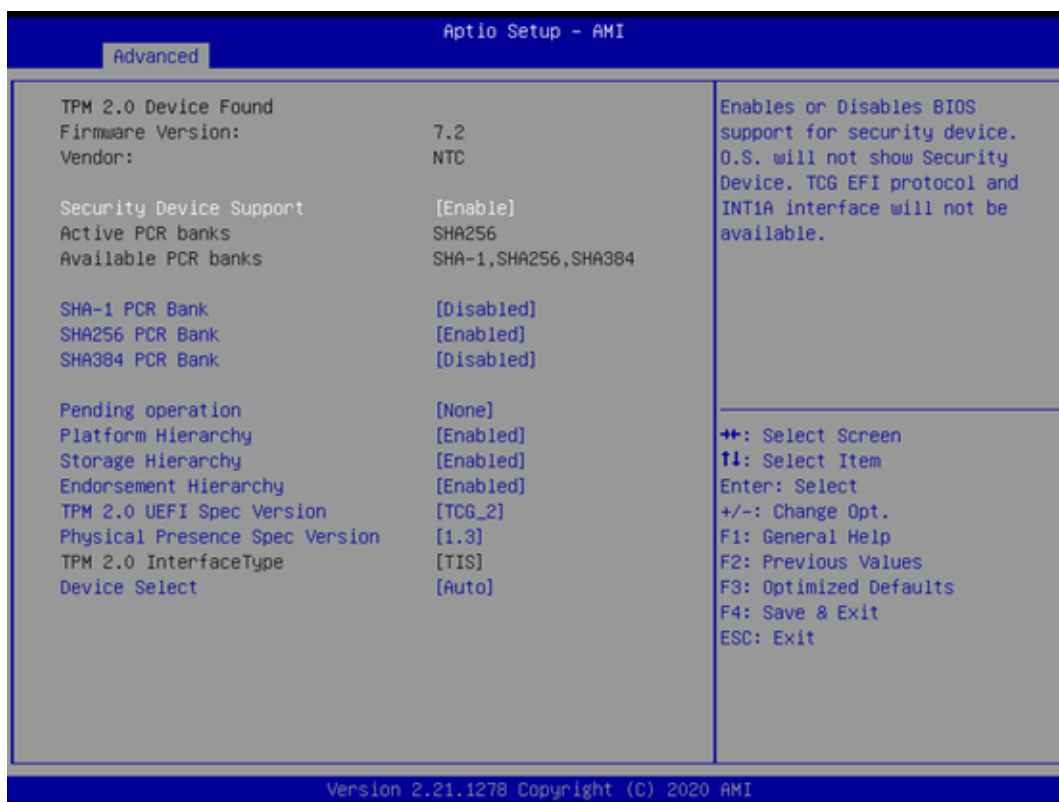 Aptio Setup – AMI
Advanced
TPM 2.0 Device Found
Firmware Version: 7.2
Vendor: NTC
Security Device Support [Enable]
Active PCR banks SHA256
Available PCR banks SHA-1,SHA256,SHA384
SHA-1 PCR Bank [Disabled]
SHA256 PCR Bank [Enabled]
SHA384 PCR Bank [Disabled]
Pending operation [None]
Platform Hierarchy [Enabled]
Storage Hierarchy [Enabled]
Endorsement Hierarchy [Enabled]
TPM 2.0 UEFI Spec Version [TCG_2]
Physical Presence Spec Version [1.3]
TPM 2.0 InterfaceType [TIS]
Device Select [Auto]
Enables or Disables BIOS
support for security device.
O.S. will not show Security
Device. TCG EFI protocol and
INT1A interface will not be
available.
→←: Select Screen
↑↓: Select Item
Enter: Select
+/-: Change Opt.
F1: General Help
F2: Previous Values
F3: Optimized Defaults
F4: Save & Exit
ESC: Exit
Version 2.21.1278 Copyright (C) 2020 AMI